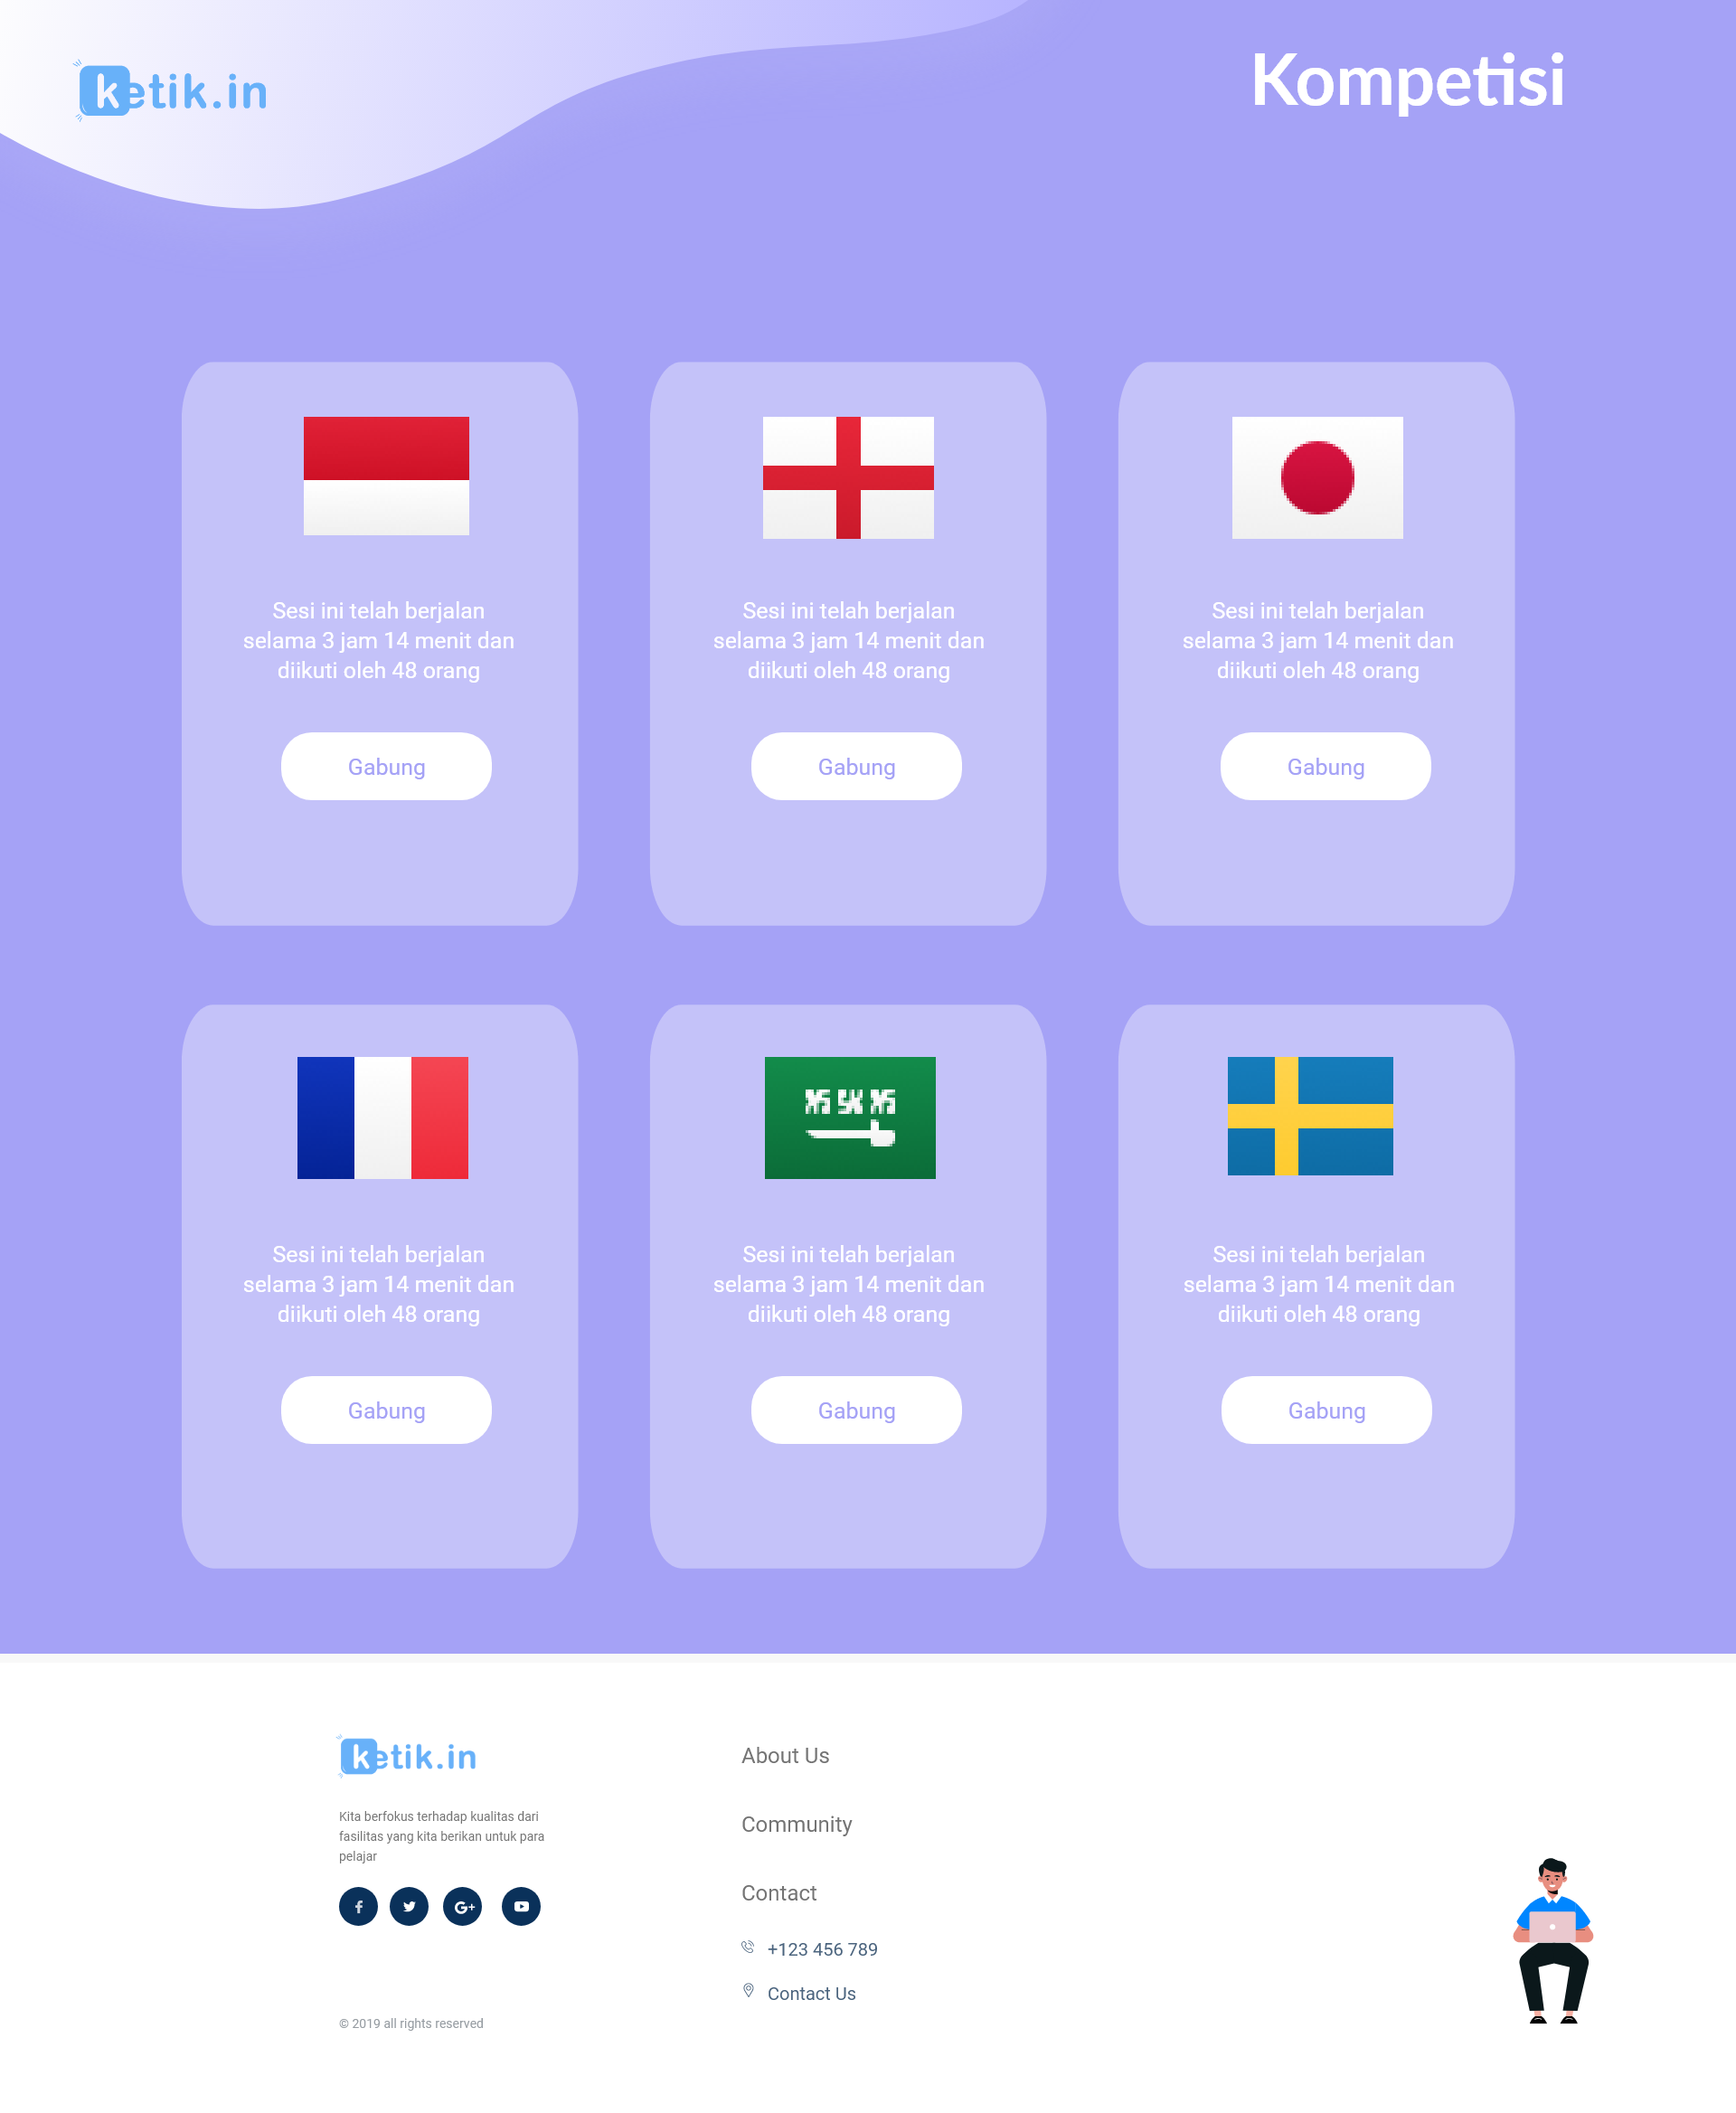 ketik.in
Kompetisi
Sesi ini telah berjalan
selama 3 jam 14 menit dan
diikuti oleh 48 orang
Gabung
Sesi ini telah berjalan
selama 3 jam 14 menit dan
diikuti oleh 48 orang
Gabung
Sesi ini telah berjalan
selama 3 jam 14 menit dan
diikuti oleh 48 orang
Gabung
Sesi ini telah berjalan
selama 3 jam 14 menit dan
diikuti oleh 48 orang
Gabung
Sesi ini telah berjalan
selama 3 jam 14 menit dan
diikuti oleh 48 orang
Gabung
Sesi ini telah berjalan
selama 3 jam 14 menit dan
diikuti oleh 48 orang
Gabung
ketik.in
Kita berfokus terhadap kualitas dari
fasilitas yang kita berikan untuk para
pelajar
G+
© 2019 all rights reserved
About Us
Community
Contact
+123 456 789
Contact Us